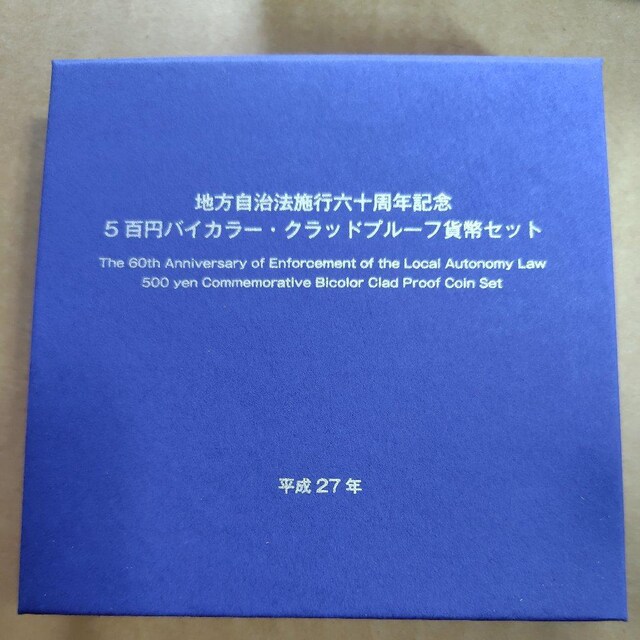 地方自治法施行六十周年記念
5百円バイカラー・クラッドプルーフ貨幣セット
The 60th Anniversary of Enforcement of the Local Autonomy Law
500 yen Commemorative Bicolor Clad Proof Coin Set
平成27年